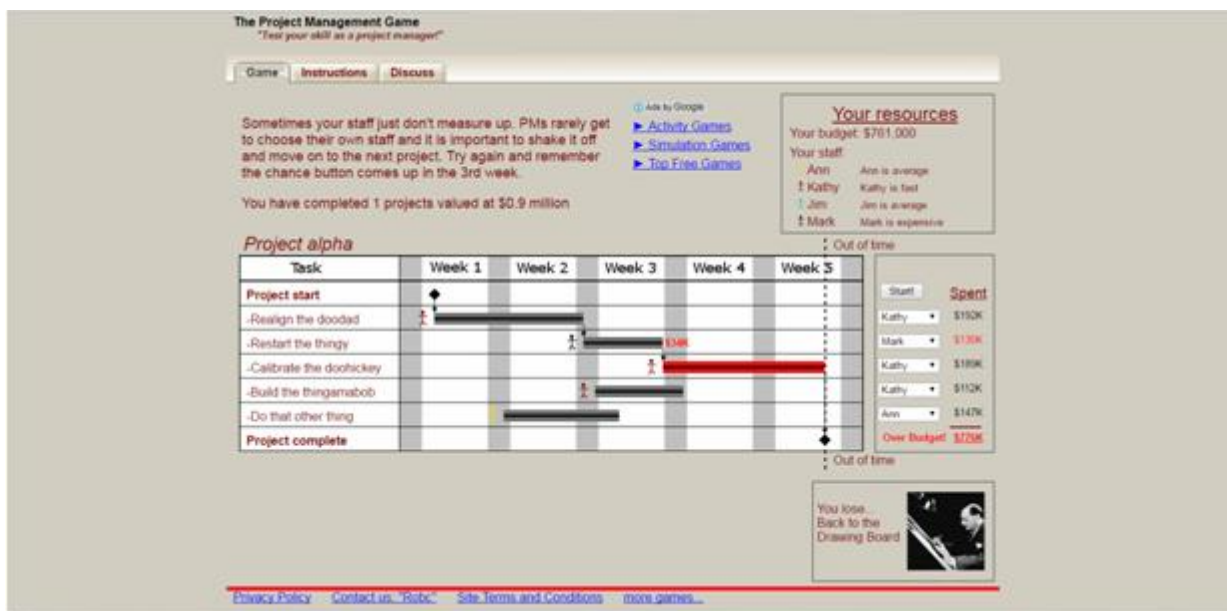 The Project Management Game
"Test your skill as a project manager!"
Game Instructions Discuss
Sometimes your staff just don't measure up. PMs rarely get
to choose their own staff and it is important to shake it off
and move on to the next project. Try again and remember
the chance button comes up in the 3rd week.
You have completed 1 projects valued at $0.9 million
Ads by Google
► Activity Games
► Simulation Games
► Top Free Games
Your resources
Your budget: $761,000
Your staff:
Ann Ann is average
Kathy Kathy is fast
Jim Jim is average
Mark Mark is expensive
Project alpha
Out of time
Task Week 1 Week 2 Week 3 Week 4 Week 5
Project start
-Realign the doodad
-Restart the thingy $34K
-Calibrate the doohickey
-Build the thingamabob
-Do that other thing
Project complete
Start! Spent
Kathy $192K
Mark
Kathy $189K
Kathy $112K
Ann $147K
Over Budget!
Out of time
You lose...
Back to the
Drawing Board
Privacy Policy Contact us, "Robc" Site Terms and Conditions more games...